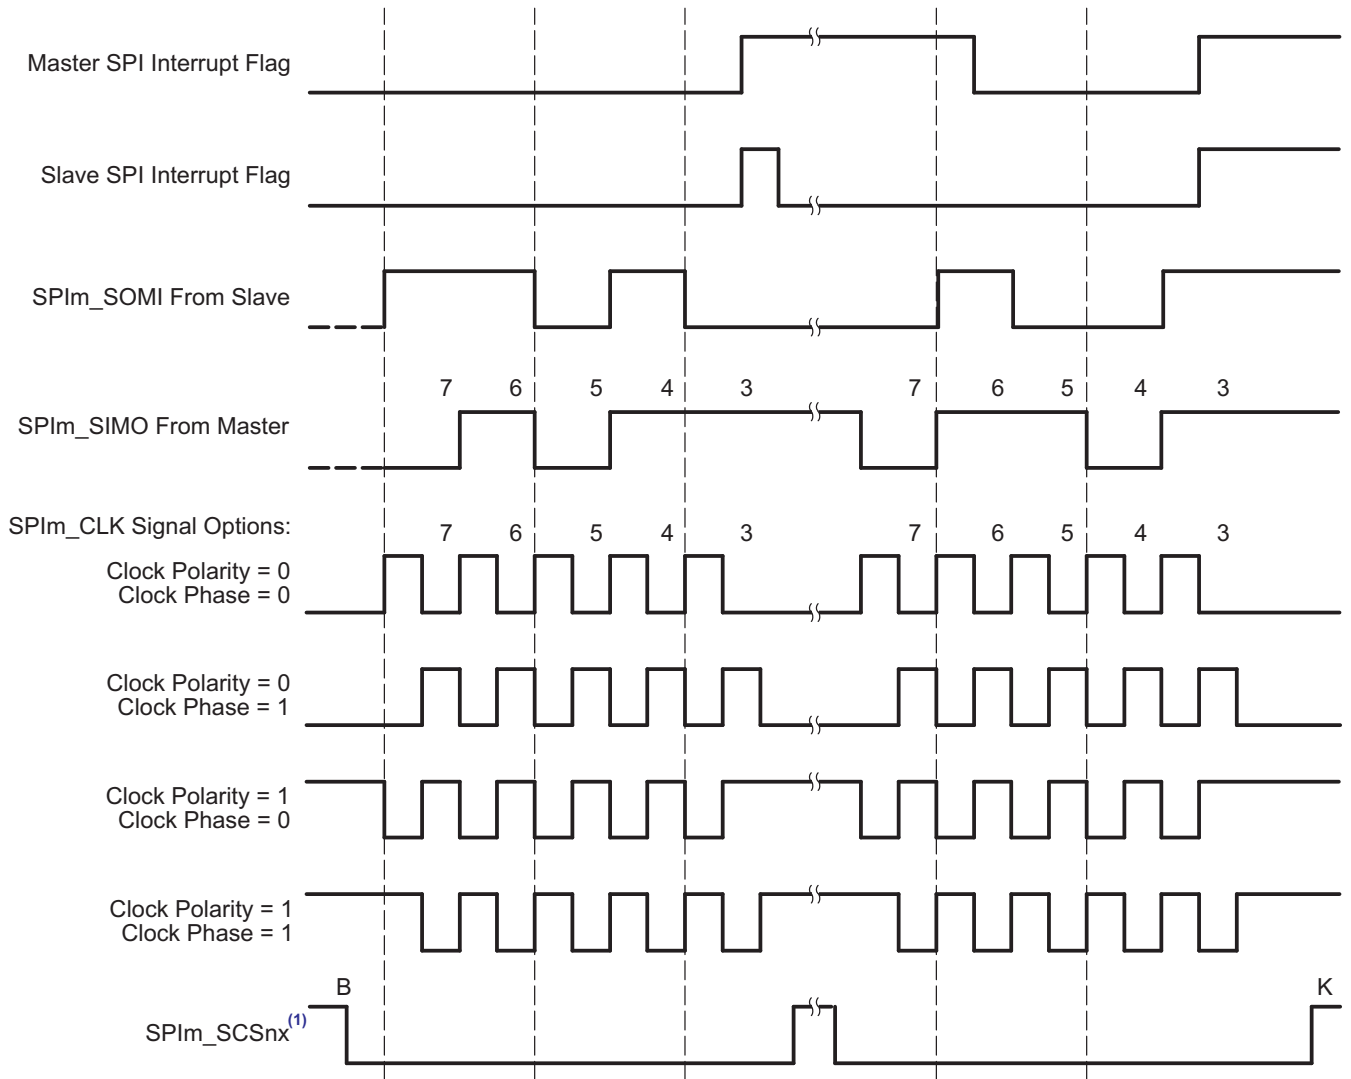 Master SPI Interrupt Flag
Slave SPI Interrupt Flag
SPIm_SOMI From Slave
7 6 5 4 3 7 6 5 4 3
SPIm_SIMO From Master
SPIm_CLK Signal Options:
7 6 5 4 3 7 6 5 4 3
Clock Polarity = 0
Clock Phase = 0
Clock Polarity = 0
Clock Phase = 1
Clock Polarity = 1
Clock Phase = 0
Clock Polarity = 1
Clock Phase = 1
B K
SPIm_SCSnx(1)